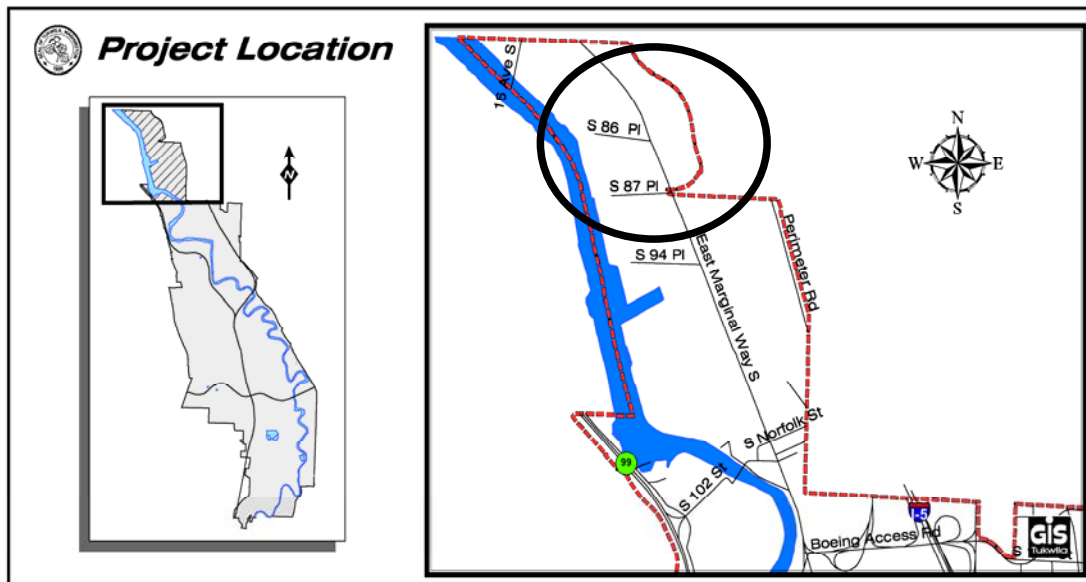 Project Location
N
16 Ave S
S 86 Pl
S 87 Pl
S 94 Pl
East Marginal Way S
Perimeter Rd
S Norfolk St
S 102 St
99
I-5
Boeing Access Rd
N
W
E
S
GIS
Tukwila